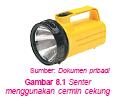 Sumber: Dokumen pribadi
Gambar 8.1 Senter
menggunakan cermin cekung